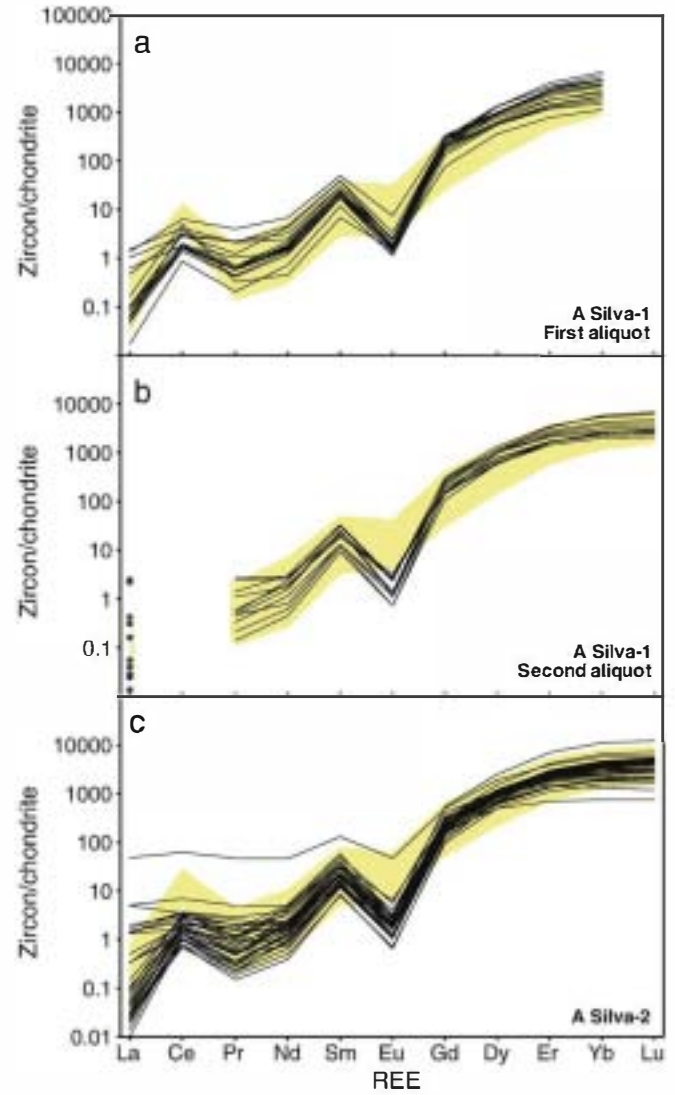 100000
a
10000
1000
100
10
1
0.1
Zircon/chondrite
A Silva-1
First aliquot
b
10000
1000
100
10
1
0.1
Zircon/chondrite
A Silva-1
Second aliquot
c
10000
1000
100
10
1
0.1
0.01
Zircon/chondrite
A Silva-2
La Ce Pr Nd Sm Eu Gd Dy Er Yb Lu
REE